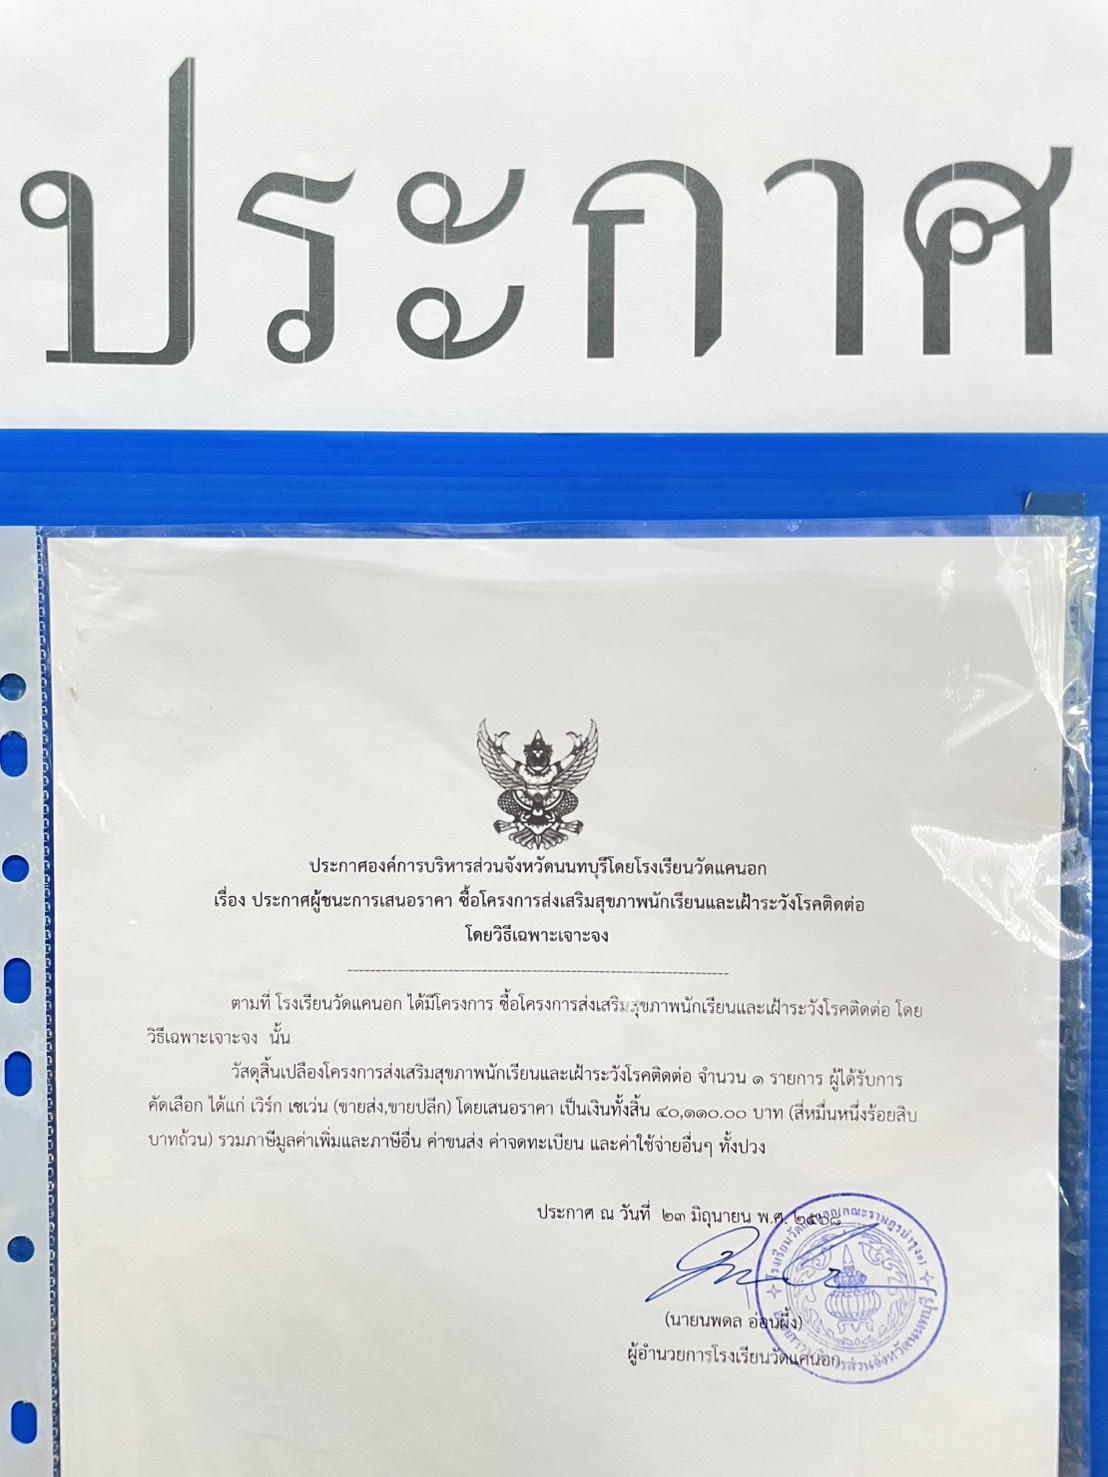 ประกาศ
ประกาศองค์การบริหารส่วนจังหวัดนนทบุรีโดยโรงเรียนวัดแคนอก
เรื่อง ประกาศผู้ชนะการเสนอราคา ซื้อโครงการส่งเสริมสุขภาพนักเรียนและเฝ้าระวังโรคติดต่อ
โดยวิธีเฉพาะเจาะจง
ตามที่ โรงเรียนวัดแคนอก ได้มีโครงการ ซื้อโครงการส่งเสริมสุขภาพนักเรียนและเฝ้าระวังโรคติดต่อ โดย
วิธีเฉพาะเจาะจง นั้น
วัสดุสิ้นเปลืองโครงการส่งเสริมสุขภาพนักเรียนและเฝ้าระวังโรคติดต่อ จำนวน ๑ รายการ ผู้ได้รับการ
คัดเลือก ได้แก่ เวิร์ก เซเว่น (ขายส่ง,ขายปลีก) โดยเสนอราคา เป็นเงินทั้งสิ้น ๔๐,๑๑๐.๐๐ บาท (สี่หมื่นหนึ่งร้อยสิบ
บาทถ้วน) รวมภาษีมูลค่าเพิ่มและภาษีอื่น ค่าขนส่ง ค่าจดทะเบียน และค่าใช้จ่ายอื่นๆ ทั้งปวง
ประกาศ ณ วันที่ ๒๓ มิถุนายน พ.ศ. ๒๕๖๘
(นายนพดล อ่อนผึ้ง)
ผู้อำนวยการโรงเรียนวัดแคนอก